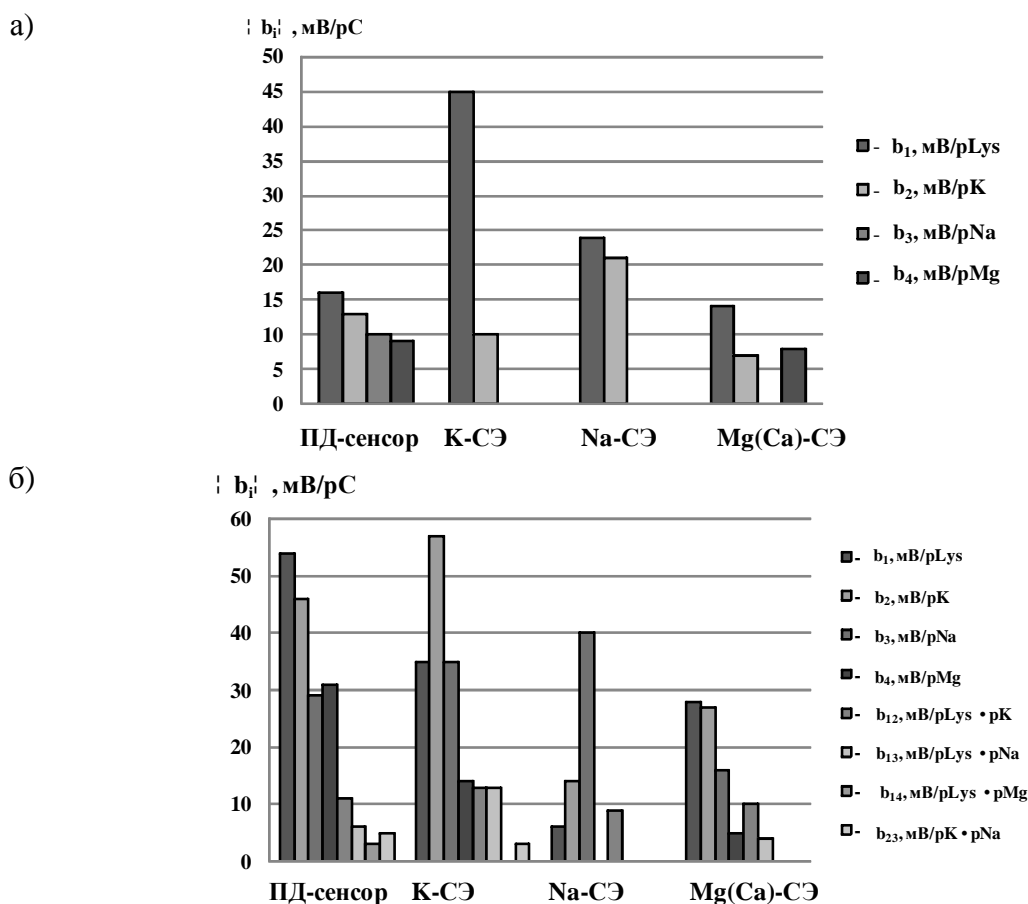 а)
¦ bᵢ¦ , мВ/pC
50
45
40
35
30
25
20
15
10
5
0
ПД-сенсор К-СЭ Na-СЭ Mg(Ca)-СЭ
- b₁, мВ/pLys
- b₂, мВ/pK
- b₃, мВ/pNa
- b₄, мВ/pMg
б)
¦ bᵢ¦ , мВ/pC
60
50
40
30
20
10
0
ПД-сенсор К-СЭ Na-СЭ Mg(Ca)-СЭ
- b₁, мВ/pLys
- b₂, мВ/pK
- b₃, мВ/pNa
- b₄, мВ/pMg
- b₁₂, мВ/pLys • pK
- b₁₃, мВ/pLys • pNa
- b₁₄, мВ/pLys • pMg
- b₂₃, мВ/pK • pNa